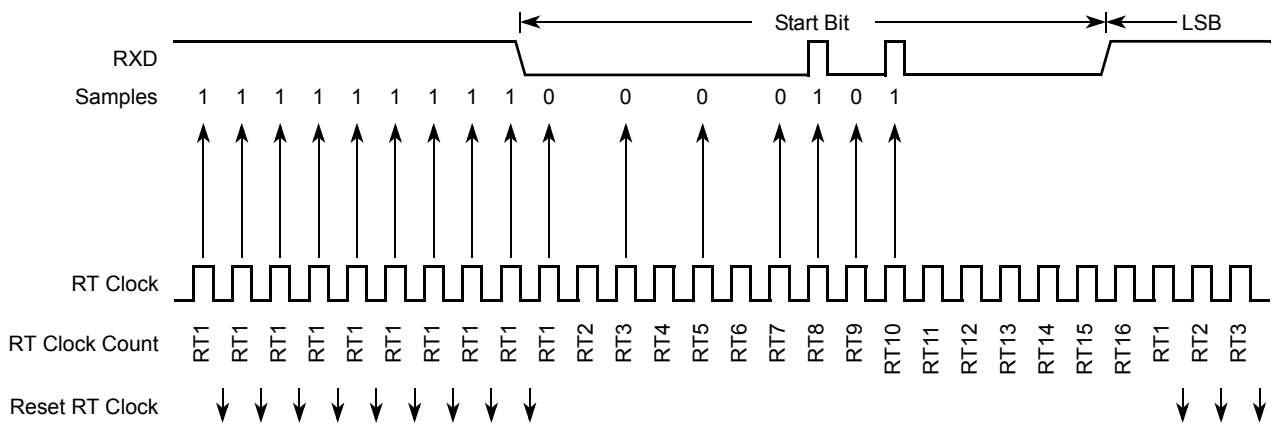 Start Bit
LSB
RXD
Samples 1 1 1 1 1 1 1 1 1 0 0 0 0 1 0 1
RT Clock
RT Clock Count RT1 RT1 RT1 RT1 RT1 RT1 RT1 RT1 RT1 RT1 RT2 RT3 RT4 RT5 RT6 RT7 RT8 RT9 RT10 RT11 RT12 RT13 RT14 RT15 RT16 RT1 RT2 RT3
Reset RT Clock